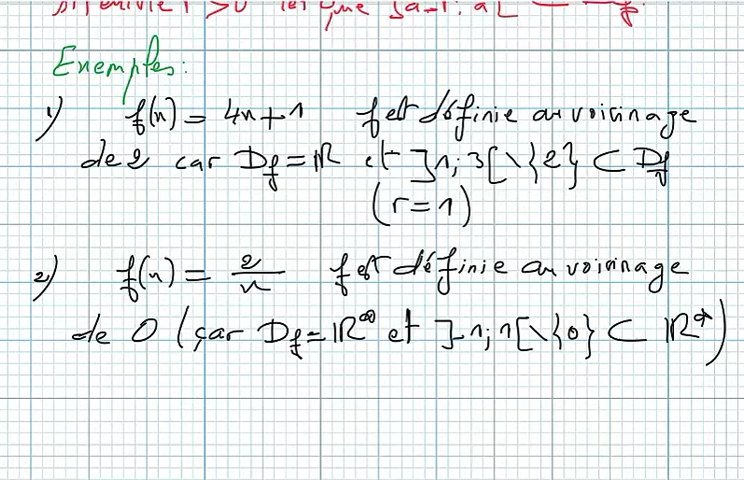 >0
Exemples:
1) f(x) = 4x+1 f est définie au voisinage
de 2 car Df = ℝ et ]1; 3[ \ {2} ⊂ Df
(r = 1)
2) f(x) = 2/x f est définie au voisinage
de 0 (car Df = ℝ* et ]-1; 1[ \ {0} ⊂ ℝ*)